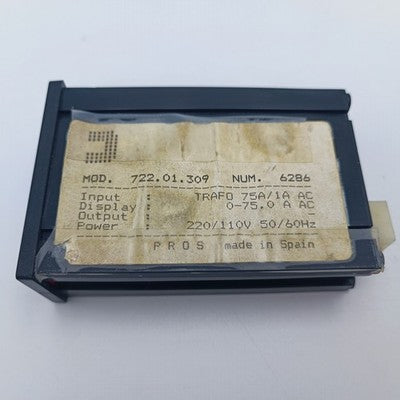 MOD. 722.01.309 NUM. 6286
Input : TRAFO 75A/1A AC
Display : 0-75.0 A AC
Output : -
Power : 220/110V 50/60Hz
PROS made in Spain